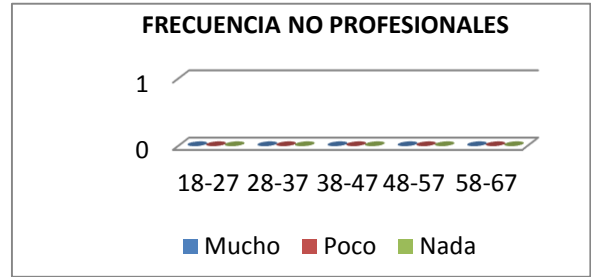 FRECUENCIA NO PROFESIONALES
1
0
18-27 28-37 38-47 48-57 58-67
Mucho Poco Nada